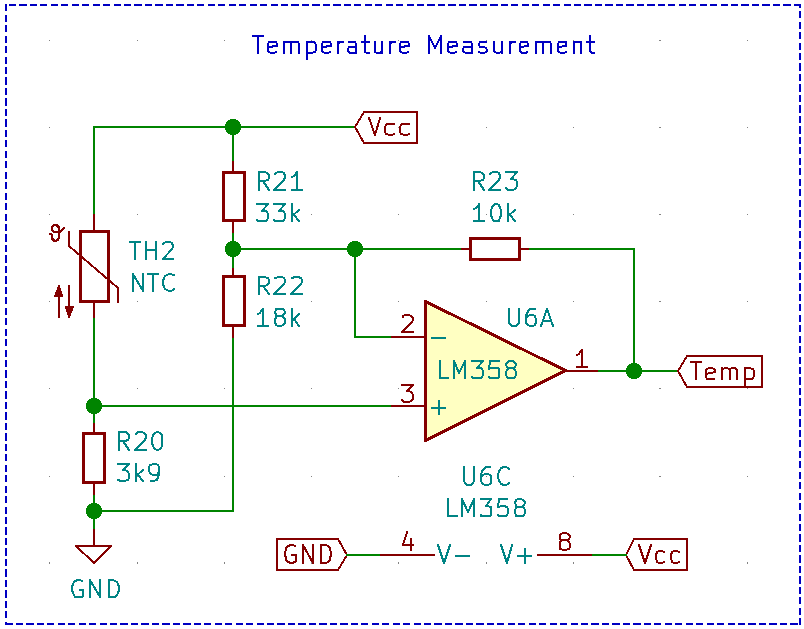 Temperature Measurement
Vcc
R21
33k
R23
10k
ϑ
TH2
NTC
R22
18k
U6A
2
−
LM358
1
Temp
3
+
R20
3k9
U6C
LM358
GND
4
V−
V+
8
Vcc
GND